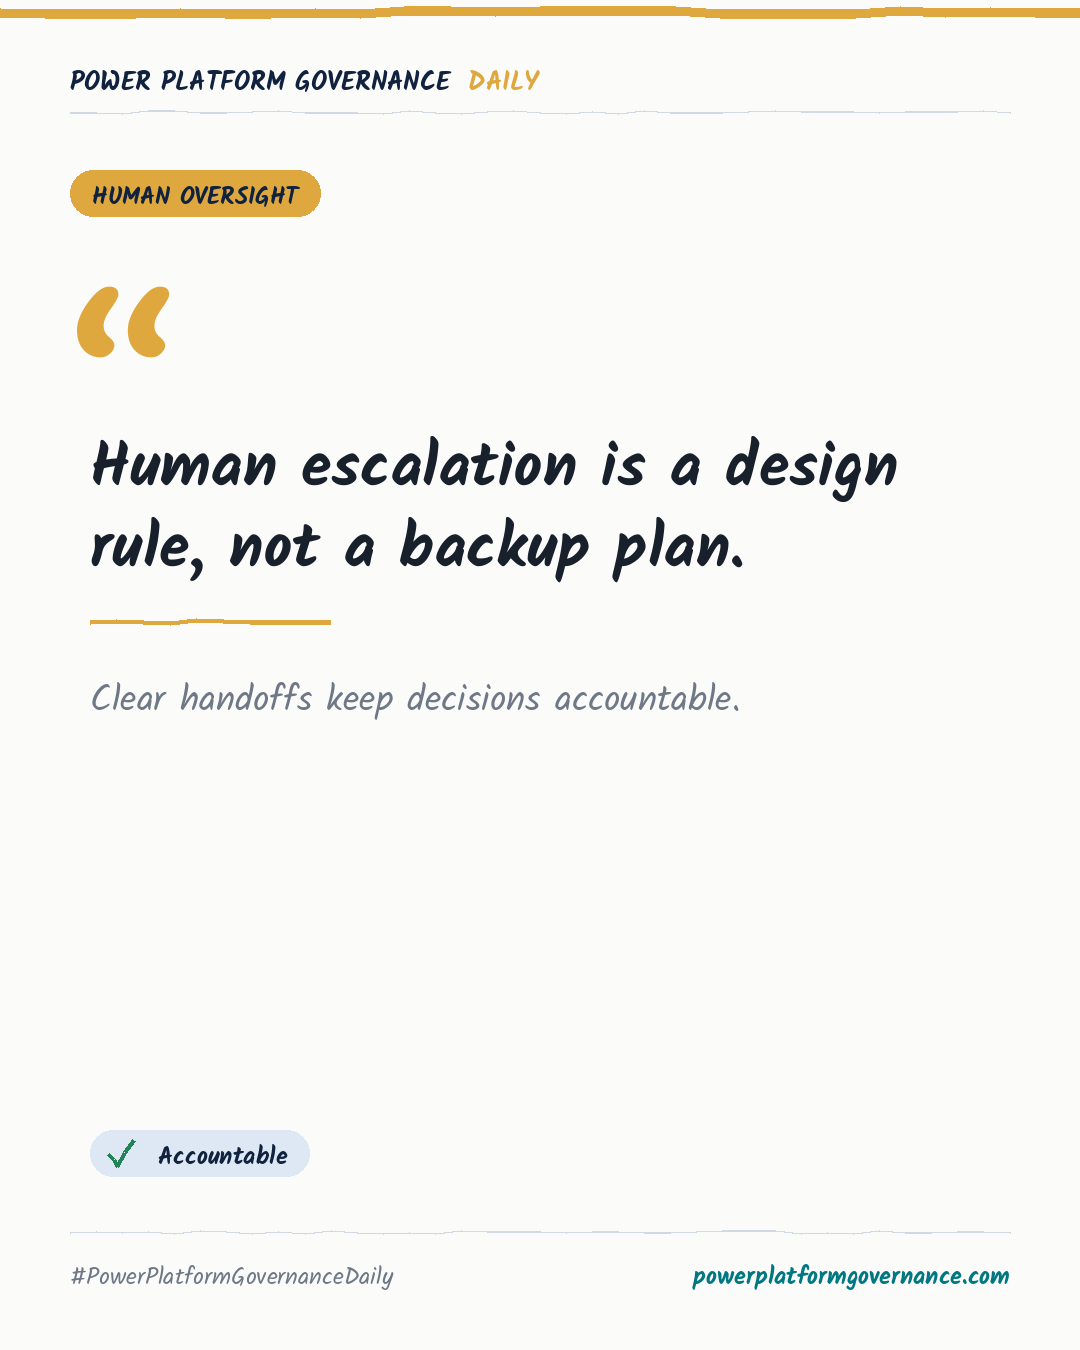 POWER PLATFORM GOVERNANCE DAILY
HUMAN OVERSIGHT
“
Human escalation is a design
rule, not a backup plan.
Clear handoffs keep decisions accountable.
✓ Accountable
#PowerPlatformGovernanceDaily
powerplatformgovernance.com